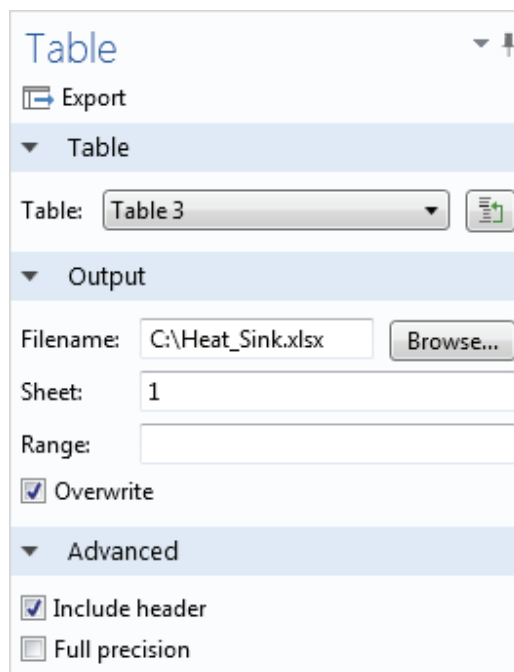 Table
Export
Table
Table: Table 3
Output
Filename: C:\Heat_Sink.xlsx Browse...
Sheet: 1
Range:
Overwrite
Advanced
Include header
Full precision